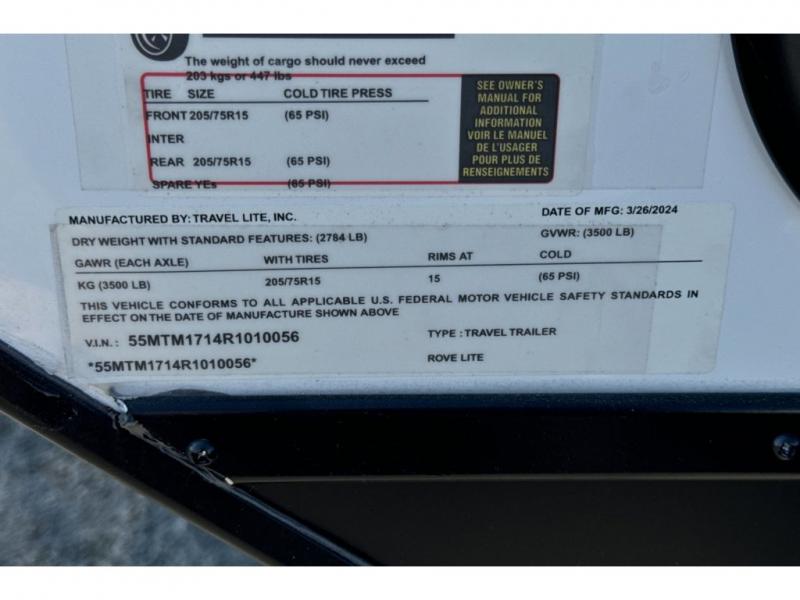 The weight of cargo should never exceed
203 kgs or 447 lbs
TIRE SIZE COLD TIRE PRESS
FRONT 205/75R15 (65 PSI)
INTER
REAR 205/75R15 (65 PSI)
SPARE YEs (65 PSI)
SEE OWNER'S
MANUAL FOR
ADDITIONAL
INFORMATION
VOIR LE MANUEL
DE L'USAGER
POUR PLUS DE
RENSEIGNEMENTS
MANUFACTURED BY: TRAVEL LITE, INC. DATE OF MFG: 3/26/2024
DRY WEIGHT WITH STANDARD FEATURES: (2784 LB) GVWR: (3500 LB)
GAWR (EACH AXLE) WITH TIRES RIMS AT COLD
KG (3500 LB) 205/75R15 15 (65 PSI)
THIS VEHICLE CONFORMS TO ALL APPLICABLE U.S. FEDERAL MOTOR VEHICLE SAFETY STANDARDS IN
EFFECT ON THE DATE OF MANUFACTURE SHOWN ABOVE
V.I.N.: 55MTM1714R1010056 TYPE : TRAVEL TRAILER
*55MTM1714R1010056* ROVE LITE